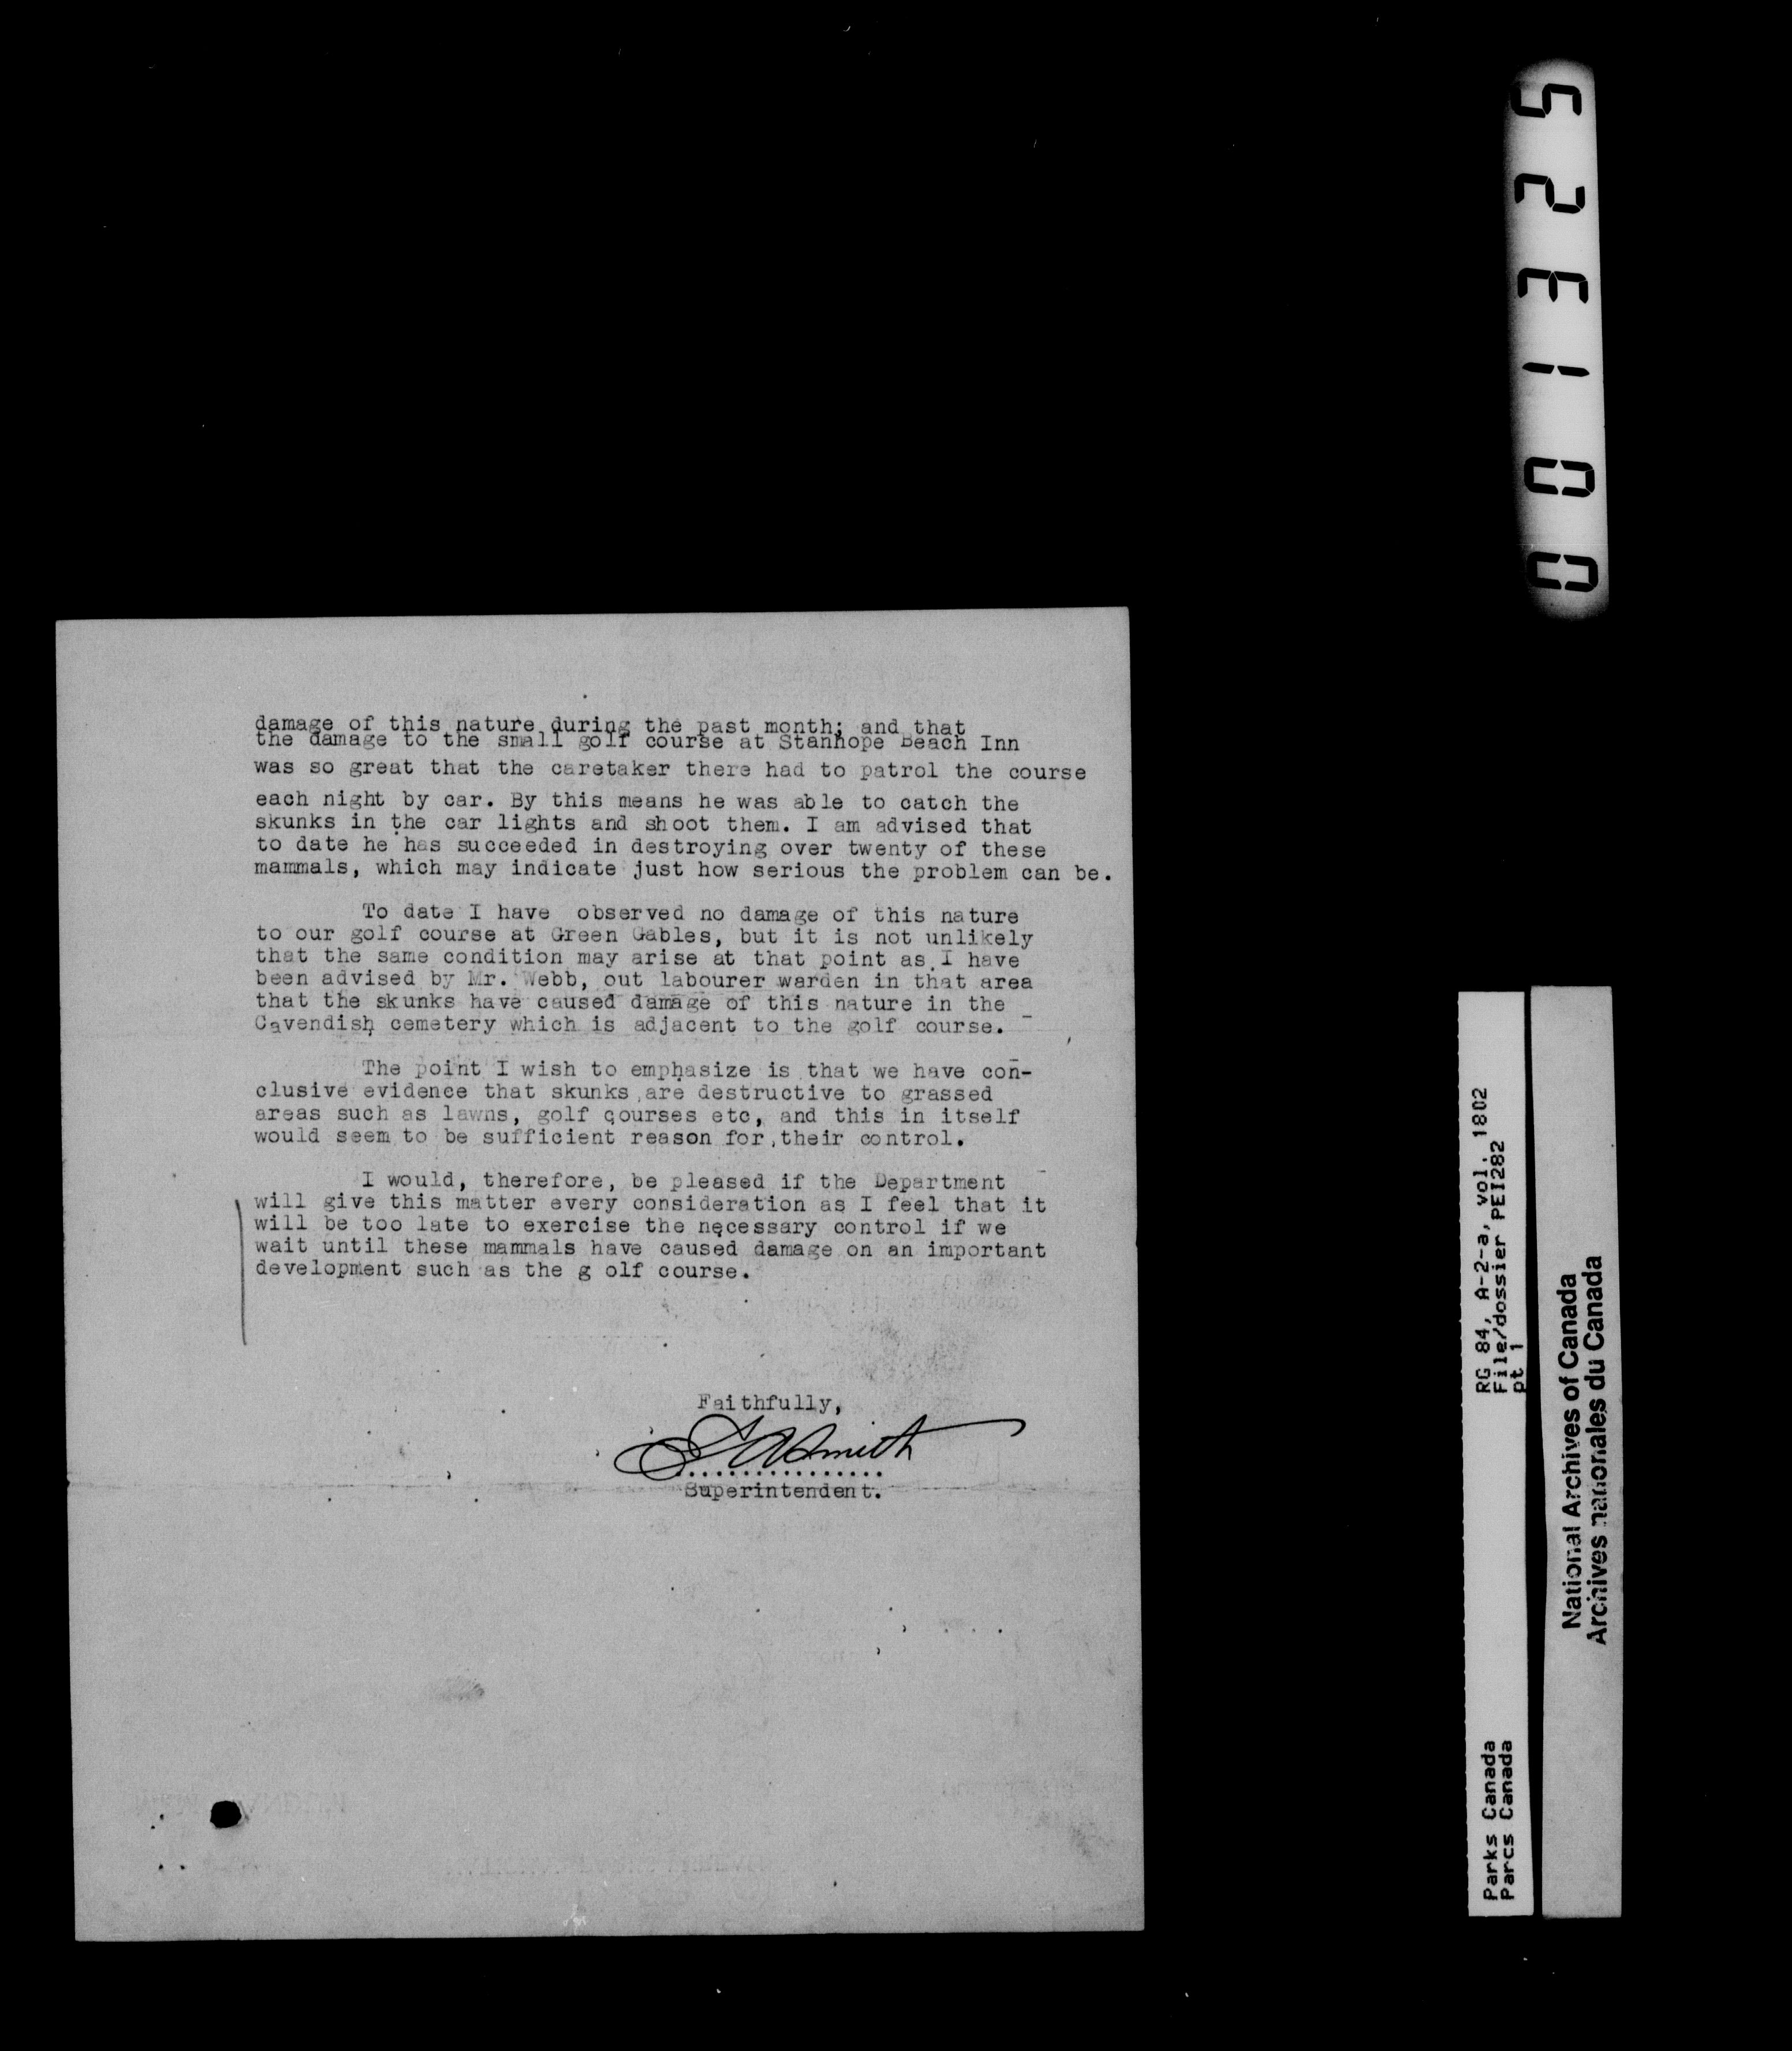 damage of this nature during the past month; and that
the damage to the small golf course at Stanhope Beach Inn
was so great that the caretaker there had to patrol the course
each night by car. By this means he was able to catch the
skunks in the car lights and shoot them. I am advised that
to date he has succeeded in destroying over twenty of these
mammals, which may indicate just how serious the problem can be.
To date I have observed no damage of this nature
to our golf course at Green Gables, but it is not unlikely
that the same condition may arise at that point as I have
been advised by Mr. Webb, out labourer warden in that area
that the skunks have caused damage of this nature in the
Cavendish cemetery which is adjacent to the golf course.
The point I wish to emphasize is that we have con-
clusive evidence that skunks are destructive to grassed
areas such as lawns, golf courses etc, and this in itself
would seem to be sufficient reason for their control.
I would, therefore, be pleased if the Department
will give this matter every consideration as I feel that it
will be too late to exercise the necessary control if we
wait until these mammals have caused damage on an important
development such as the g olf course.
Faithfully,
Smith
................
Superintendent.
001325
RG 84, A-2-a, vol. 1802
File/dossier PEI282
pt 1
Parks Canada
Parcs Canada
National Archives of Canada
Archives nationales du Canada